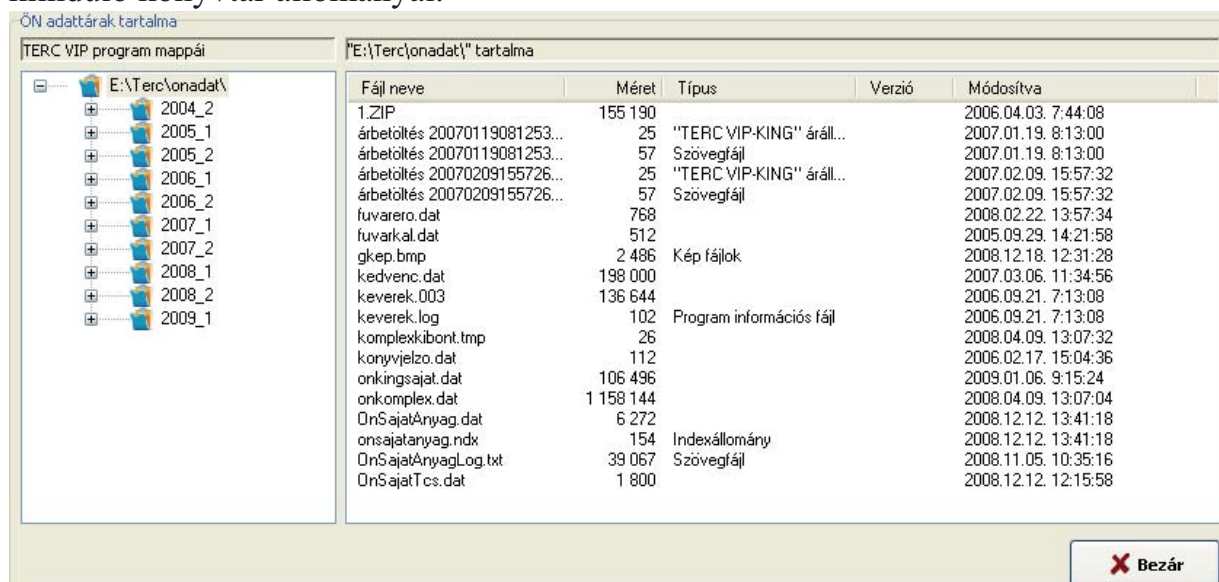 kiinduló könyvtár állományai.
ÖN adattárak tartalma
TERC VIP program mappái
"E:\Terc\onadat\" tartalma
E:\Terc\onadat\
2004_2
2005_1
2005_2
2006_1
2006_2
2007_1
2007_2
2008_1
2008_2
2009_1
Fájl neve Méret Típus Verzió Módosítva
1.ZIP 155 190 2006.04.03. 7:44:08
árbetöltés 20070119081253... 25 "TERC VIP-KING" áráll... 2007.01.19. 8:13:00
árbetöltés 20070119081253... 57 Szövegfájl 2007.01.19. 8:13:00
árbetöltés 20070209155726... 25 "TERC VIP-KING" áráll... 2007.02.09. 15:57:32
árbetöltés 20070209155726... 57 Szövegfájl 2007.02.09. 15:57:32
fuvarero.dat 768 2008.02.22. 13:57:34
fuvarkal.dat 512 2005.09.29. 14:21:58
gkep.bmp 2 486 Kép fájlok 2008.12.18. 12:31:28
kedvenc.dat 198 000 2007.03.06. 11:34:56
keverek.003 136 644 2006.09.21. 7:13:08
keverek.log 102 Program információs fájl 2006.09.21. 7:13:08
komplexkibont.tmp 26 2008.04.09. 13:07:32
konyvjelzo.dat 112 2006.02.17. 15:04:36
onkingsajat.dat 106 496 2009.01.06. 9:15:24
onkomplex.dat 1 158 144 2008.04.09. 13:07:04
OnSajatAnyag.dat 6 272 2008.12.12. 13:41:18
onsajatanyag.ndx 154 Indexállomány 2008.12.12. 13:41:18
OnSajatAnyagLog.txt 39 067 Szövegfájl 2008.11.05. 10:35:16
OnSajatTcs.dat 1 800 2008.12.12. 12:15:58
Bezár